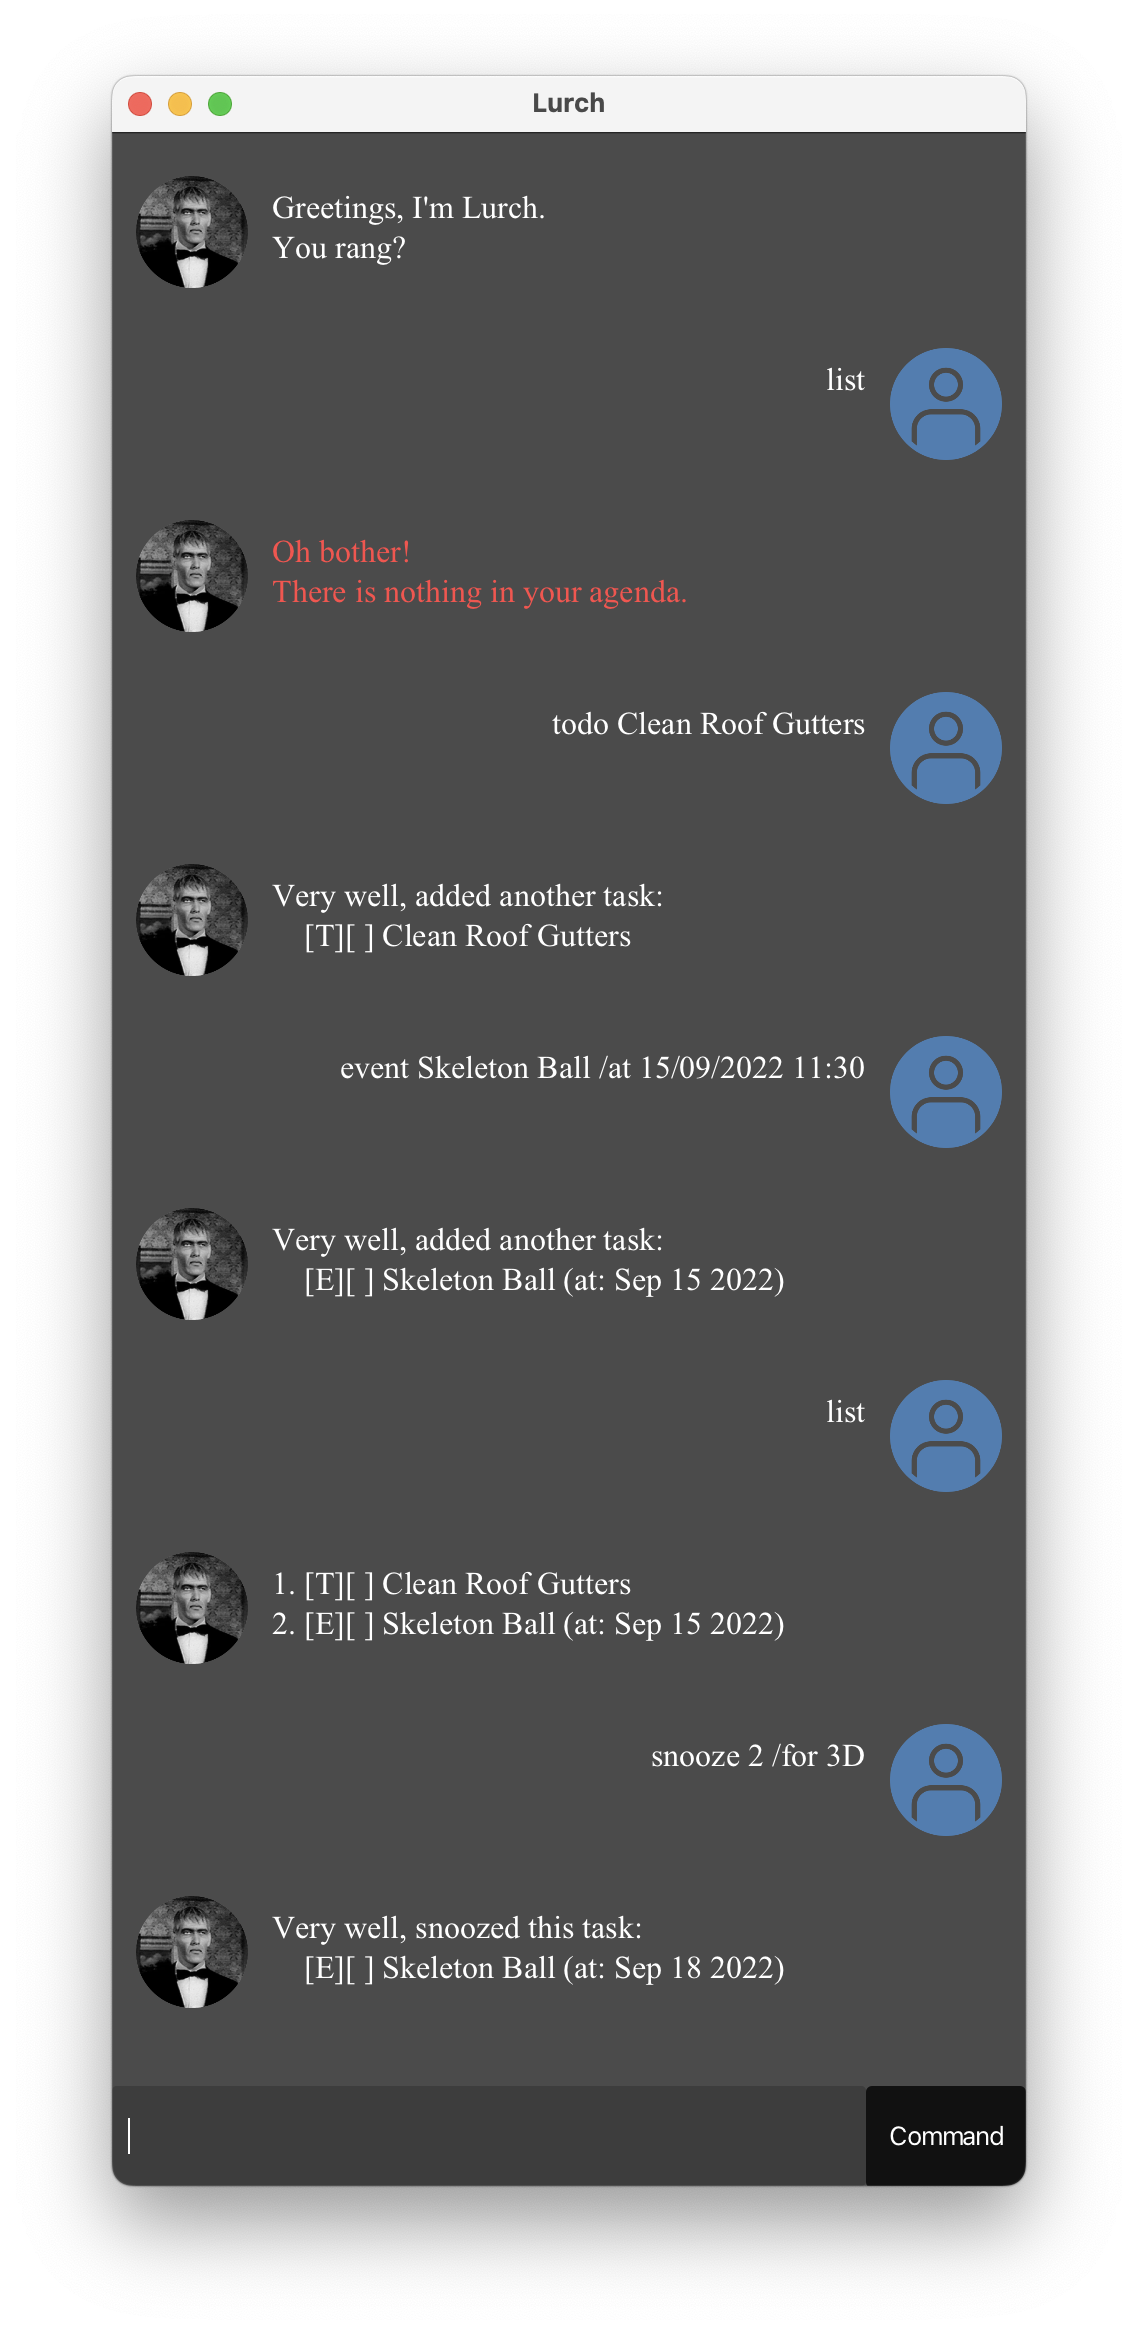 Lurch
Greetings, I'm Lurch.
You rang?
list
Oh bother!
There is nothing in your agenda.
todo Clean Roof Gutters
Very well, added another task:
[T][ ] Clean Roof Gutters
event Skeleton Ball /at 15/09/2022 11:30
Very well, added another task:
[E][ ] Skeleton Ball (at: Sep 15 2022)
list
1. [T][ ] Clean Roof Gutters
2. [E][ ] Skeleton Ball (at: Sep 15 2022)
snooze 2 /for 3D
Very well, snoozed this task:
[E][ ] Skeleton Ball (at: Sep 18 2022)
Command